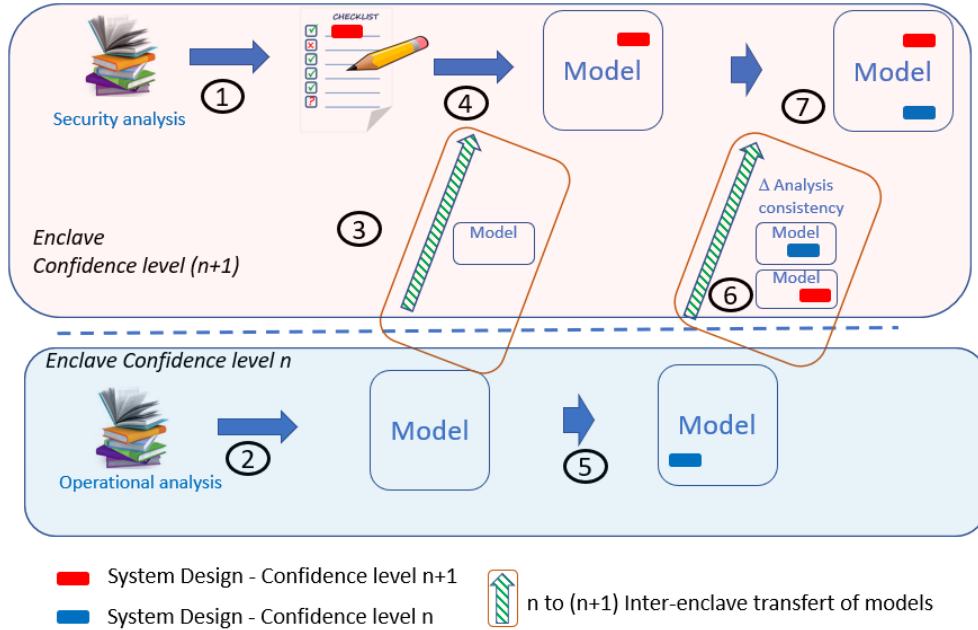 CHECKLIST
1
4
Model
7
Model
Security analysis
3
Δ Analysis
consistency
Model
Model
Model
6
Enclave
Confidence level (n+1)
Enclave Confidence level n
2
Model
5
Model
Operational analysis
System Design - Confidence level n+1
System Design - Confidence level n
n to (n+1) Inter-enclave transfert of models